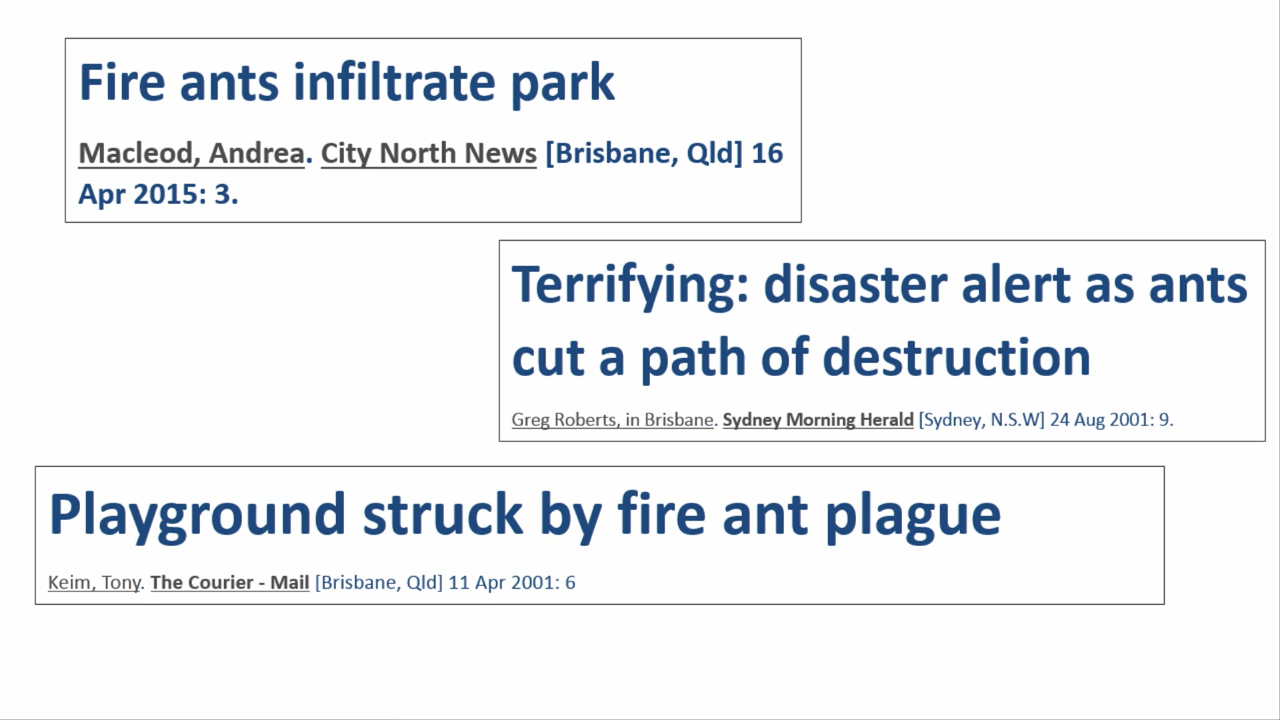 Fire ants infiltrate park
Macleod, Andrea. City North News [Brisbane, Qld] 16
Apr 2015: 3.
Terrifying: disaster alert as ants
cut a path of destruction
Greg Roberts, in Brisbane. Sydney Morning Herald [Sydney, N.S.W] 24 Aug 2001: 9.
Playground struck by fire ant plague
Keim, Tony. The Courier - Mail [Brisbane, Qld] 11 Apr 2001: 6